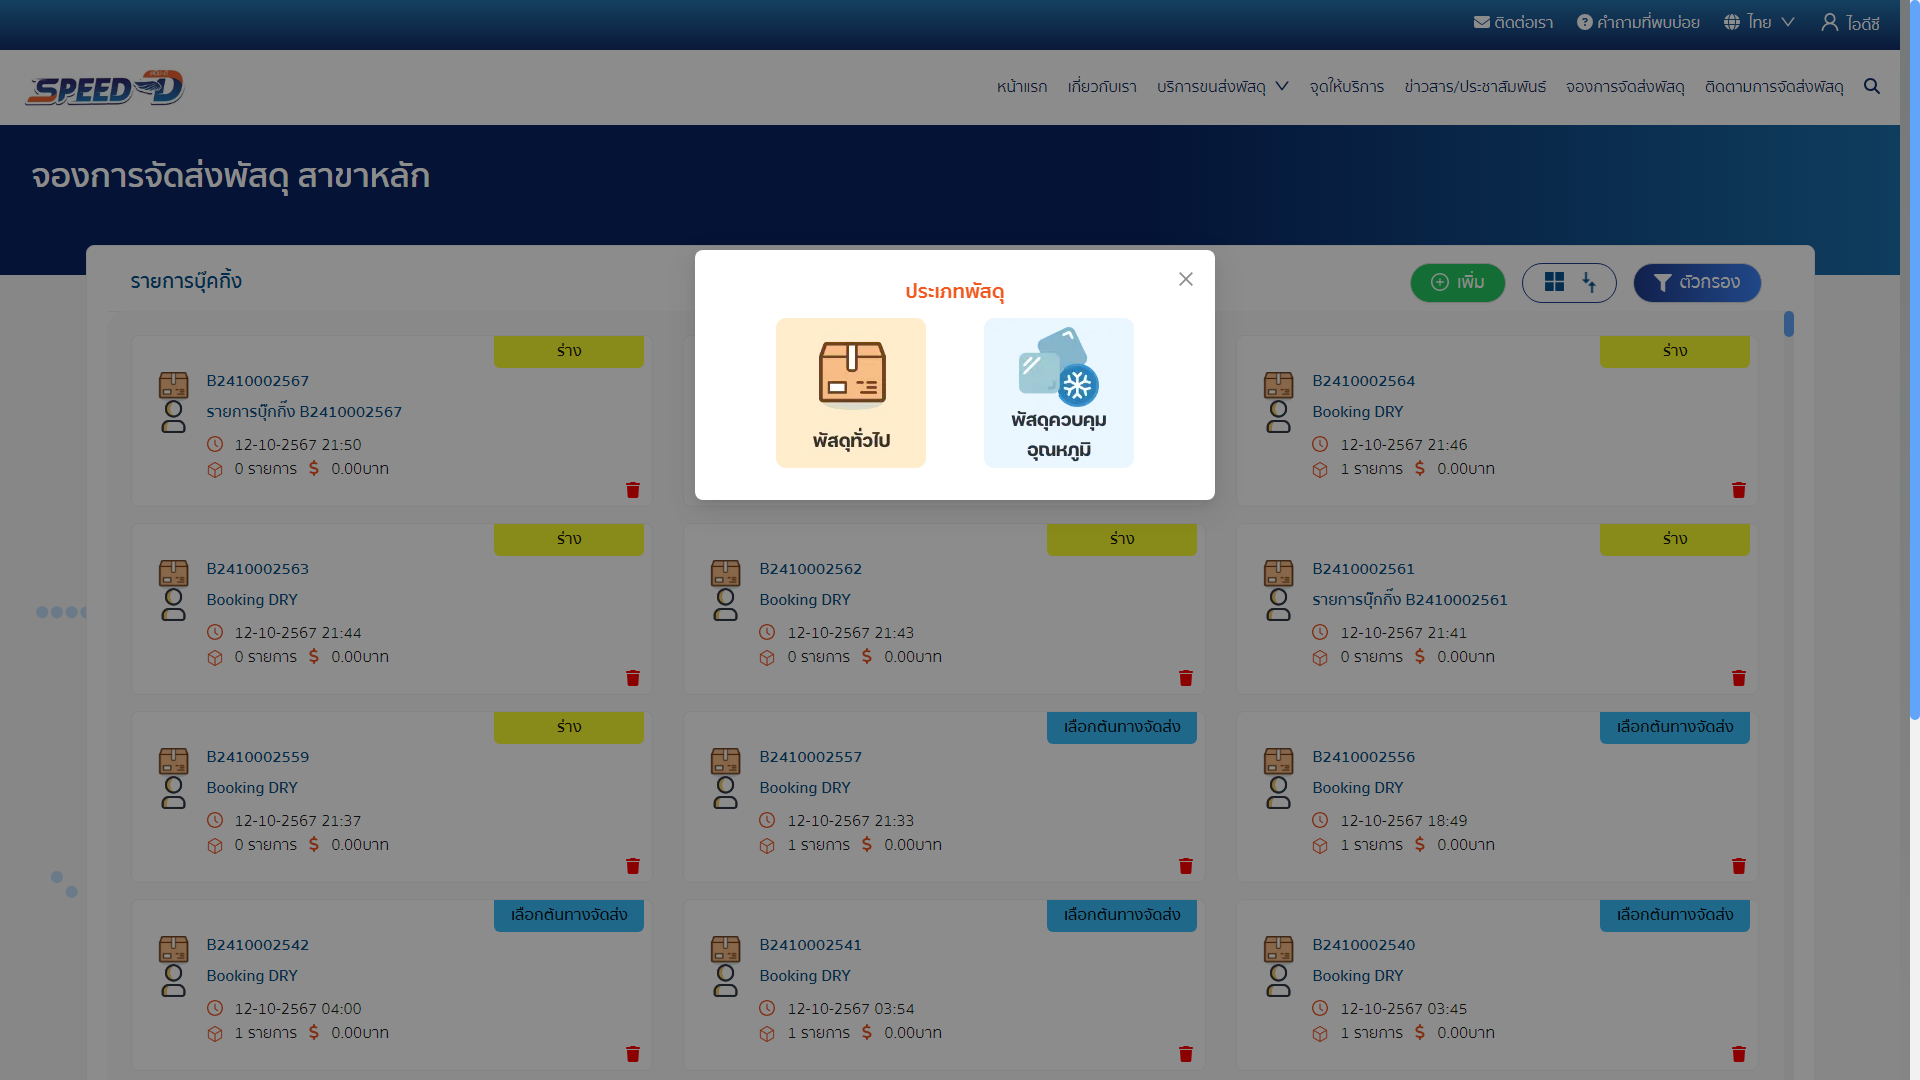 ติดต่อเรา คำถามที่พบบ่อย ไทย ไอดีซี
SPEED D
หน้าแรก เกี่ยวกับเรา บริการขนส่งพัสดุ จุดให้บริการ ข่าวสาร/ประชาสัมพันธ์ จองการจัดส่งพัสดุ ติดตามการจัดส่งพัสดุ
จองการจัดส่งพัสดุ สาขาหลัก
รายการบุ๊คกิ้ง
เพิ่ม
ตัวกรอง
ประเภทพัสดุ
พัสดุทั่วไป
พัสดุควบคุม
อุณหภูมิ
ร่าง
B2410002567
รายการบุ๊กกิ๊ง B2410002567
12-10-2567 21:50
0 รายการ $ 0.00บาท
ร่าง
B2410002564
Booking DRY
12-10-2567 21:46
1 รายการ $ 0.00บาท
ร่าง
B2410002563
Booking DRY
12-10-2567 21:44
0 รายการ $ 0.00บาท
ร่าง
B2410002562
Booking DRY
12-10-2567 21:43
0 รายการ $ 0.00บาท
ร่าง
B2410002561
รายการบุ๊กกิ๊ง B2410002561
12-10-2567 21:41
0 รายการ $ 0.00บาท
ร่าง
B2410002559
Booking DRY
12-10-2567 21:37
0 รายการ $ 0.00บาท
เลือกต้นทางจัดส่ง
B2410002557
Booking DRY
12-10-2567 21:33
1 รายการ $ 0.00บาท
เลือกต้นทางจัดส่ง
B2410002556
Booking DRY
12-10-2567 18:49
1 รายการ $ 0.00บาท
เลือกต้นทางจัดส่ง
B2410002542
Booking DRY
12-10-2567 04:00
1 รายการ $ 0.00บาท
เลือกต้นทางจัดส่ง
B2410002541
Booking DRY
12-10-2567 03:54
1 รายการ $ 0.00บาท
เลือกต้นทางจัดส่ง
B2410002540
Booking DRY
12-10-2567 03:45
1 รายการ $ 0.00บาท